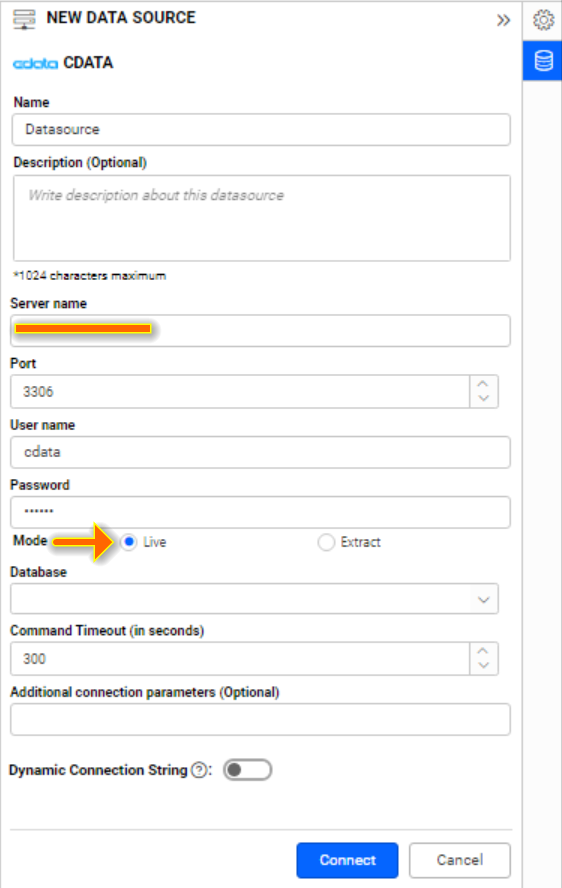 NEW DATA SOURCE
cdata CDATA
Name
Datasource
Description (Optional)
Write description about this datasource
*1024 characters maximum
Server name
Port
3306
User name
cdata
Password
••••••
Mode Live Extract
Database
Command Timeout (in seconds)
300
Additional connection parameters (Optional)
Dynamic Connection String ? :
Connect Cancel